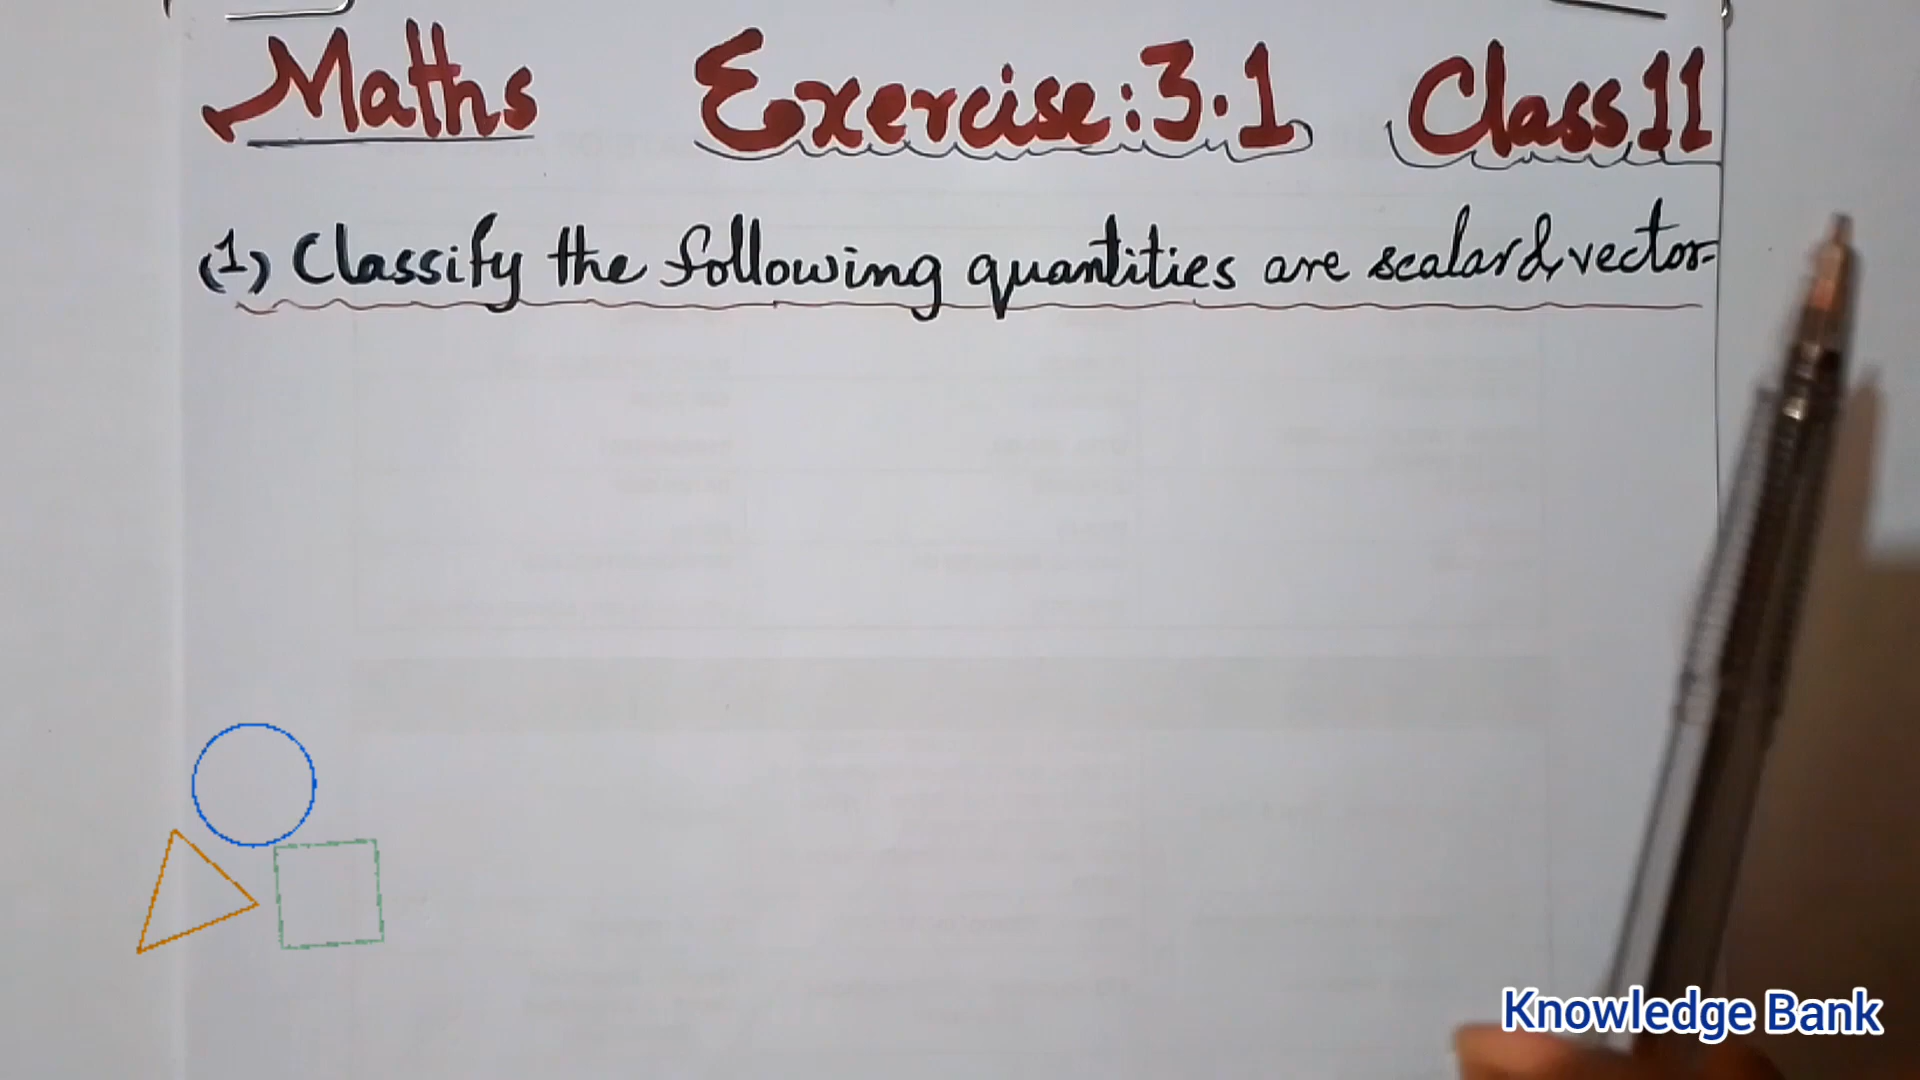 Maths Exercise:3.1 Class 11
(1) Classify the following quantities are scalar & vector-
Knowledge Bank